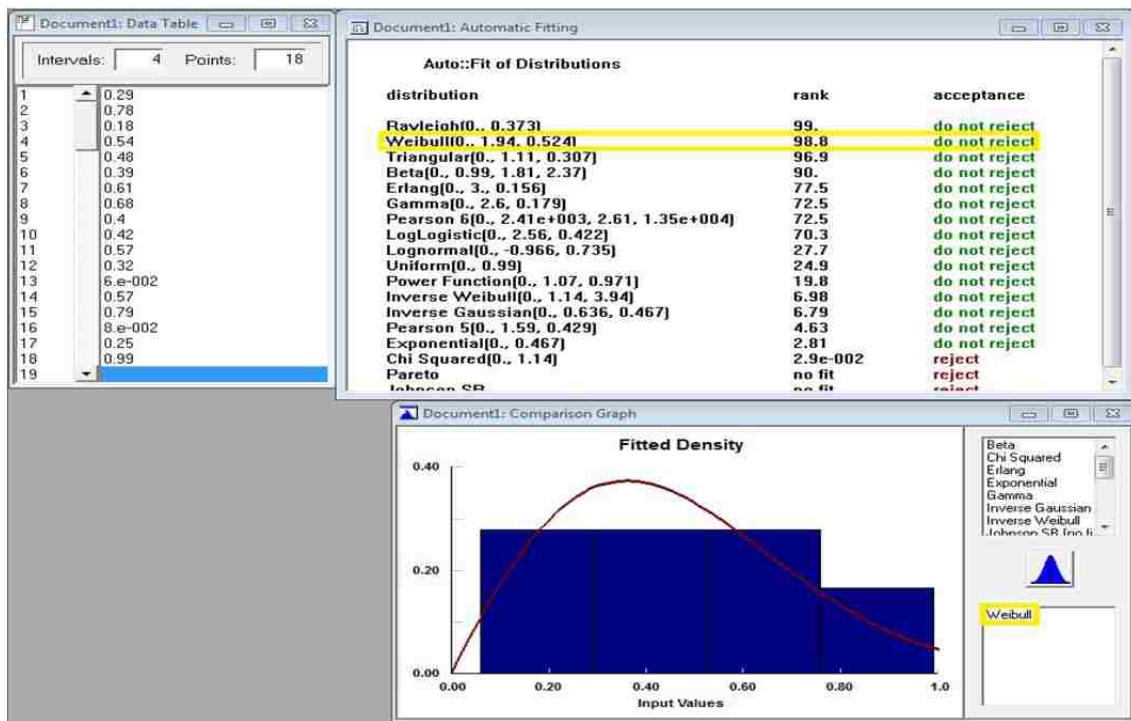 Document1: Data Table
Intervals: 4 Points: 18
1 0.29
2 0.78
3 0.18
4 0.54
5 0.48
6 0.39
7 0.61
8 0.68
9 0.4
10 0.42
11 0.57
12 0.32
13 6.e-002
14 0.57
15 0.79
16 8.e-002
17 0.25
18 0.99
19
Document1: Automatic Fitting
Auto::Fit of Distributions
distribution rank acceptance
Rayleigh(0., 0.373) 99. do not reject
Weibull(0., 1.94, 0.524) 98.8 do not reject
Triangular(0., 1.11, 0.307) 96.9 do not reject
Beta(0., 0.99, 1.81, 2.37) 90. do not reject
Erlang(0., 3., 0.156) 77.5 do not reject
Gamma(0., 2.6, 0.179) 72.5 do not reject
Pearson 6(0., 2.41e+003, 2.61, 1.35e+004) 72.5 do not reject
LogLogistic(0., 2.56, 0.422) 70.3 do not reject
Lognormal(0., -0.966, 0.735) 27.7 do not reject
Uniform(0., 0.99) 24.9 do not reject
Power Function(0., 1.07, 0.971) 19.8 do not reject
Inverse Weibull(0., 1.14, 3.94) 6.98 do not reject
Inverse Gaussian(0., 0.636, 0.467) 6.79 do not reject
Pearson 5(0., 1.59, 0.429) 4.63 do not reject
Exponential(0., 0.467) 2.81 do not reject
Chi Squared(0., 1.14) 2.9e-002 reject
Pareto no fit reject
Johnson SB no fit reject
Document1: Comparison Graph
Fitted Density
0.40
0.20
0.00
0.00 0.20 0.40 0.60 0.80 1.0
Input Values
Beta
Chi Squared
Erlang
Exponential
Gamma
Inverse Gaussian
Inverse Weibull
Johnson SB [no fi
Weibull